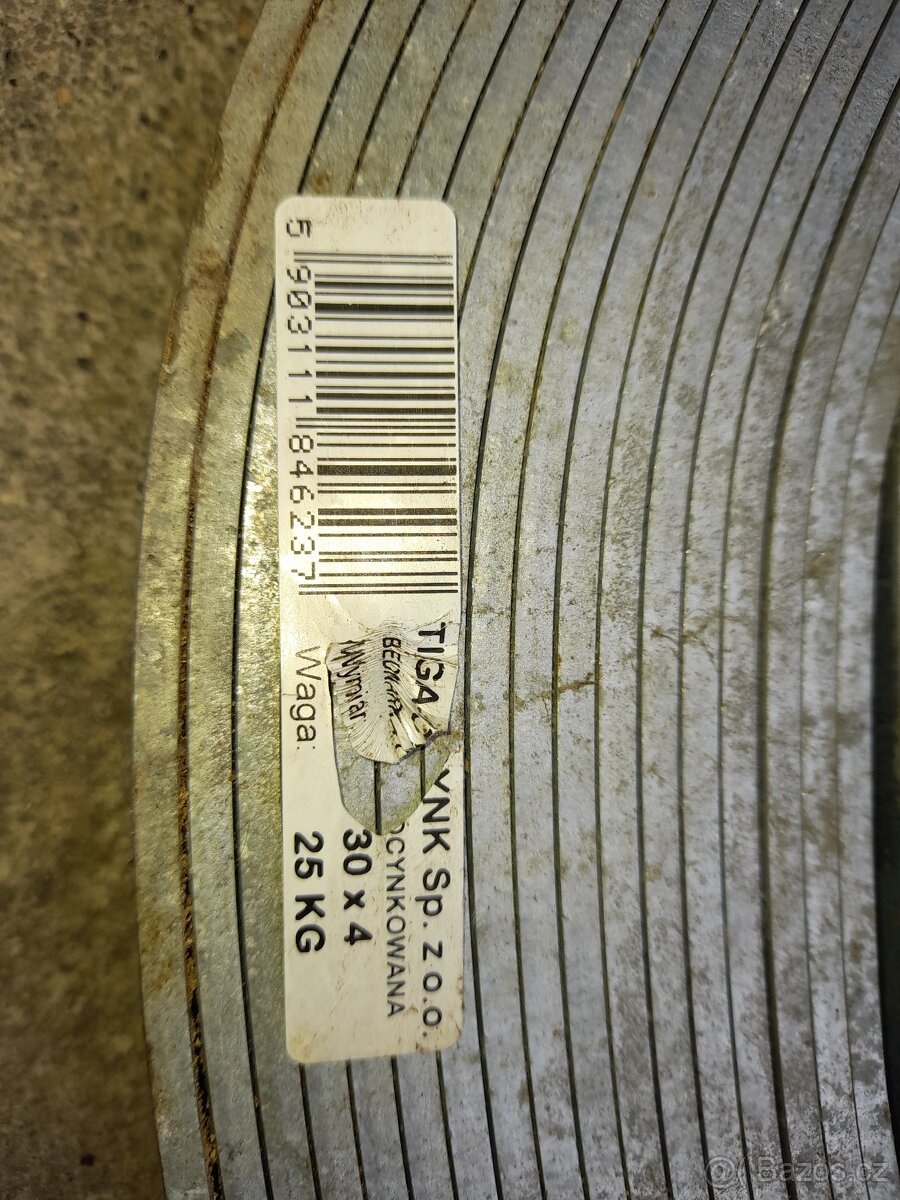 TIGA YNK Sp. z o.o.
OCYNKOWANA
Wymiar 30 x 4
Waga: 25 KG
5 903111 846237
Bazos.cz